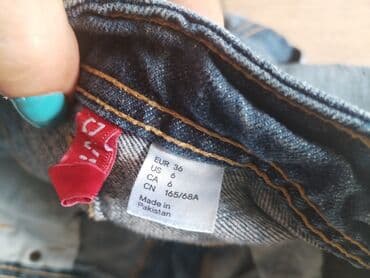 EUR 36
US 6
CA 6
CN 165/68A
Made in
Pakistan